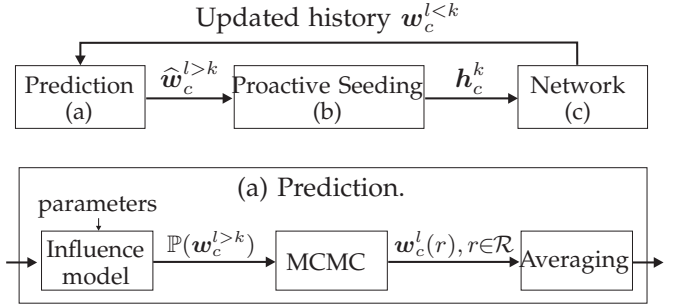 Updated history 𝒘_c^{l<k}
Prediction ŵ_c^{l>k} Proactive Seeding 𝒉_c^k Network
(a) (b) (c)
(a) Prediction.
parameters
Influence ℙ(𝒘_c^{l>k}) MCMC 𝒘_c^l(r), r∈ℛ Averaging
model